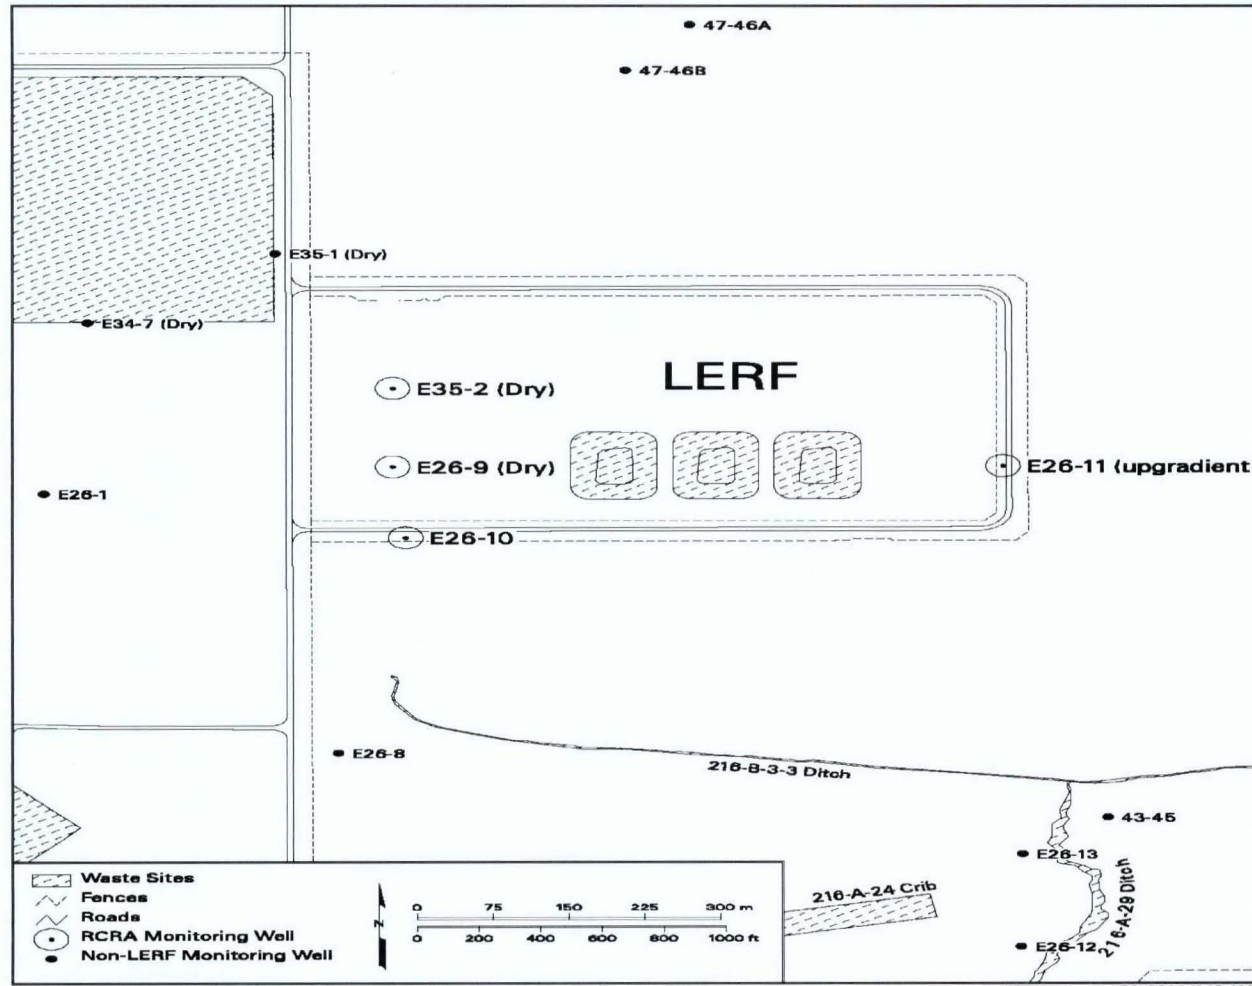 47-46A
47-46B
E35-1 (Dry)
E34-7 (Dry)
LERF
E35-2 (Dry)
E26-9 (Dry)
E26-11 (upgradient
E26-1
E26-10
E26-8
216-B-3-3 Ditch
43-45
E26-13
216-A-24 Crib
216-A-29 Ditch
E26-12
Waste Sites
Fences
Roads
RCRA Monitoring Well
Non-LERF Monitoring Well
N
0 75 150 225 300 m
0 200 400 600 800 1000 ft